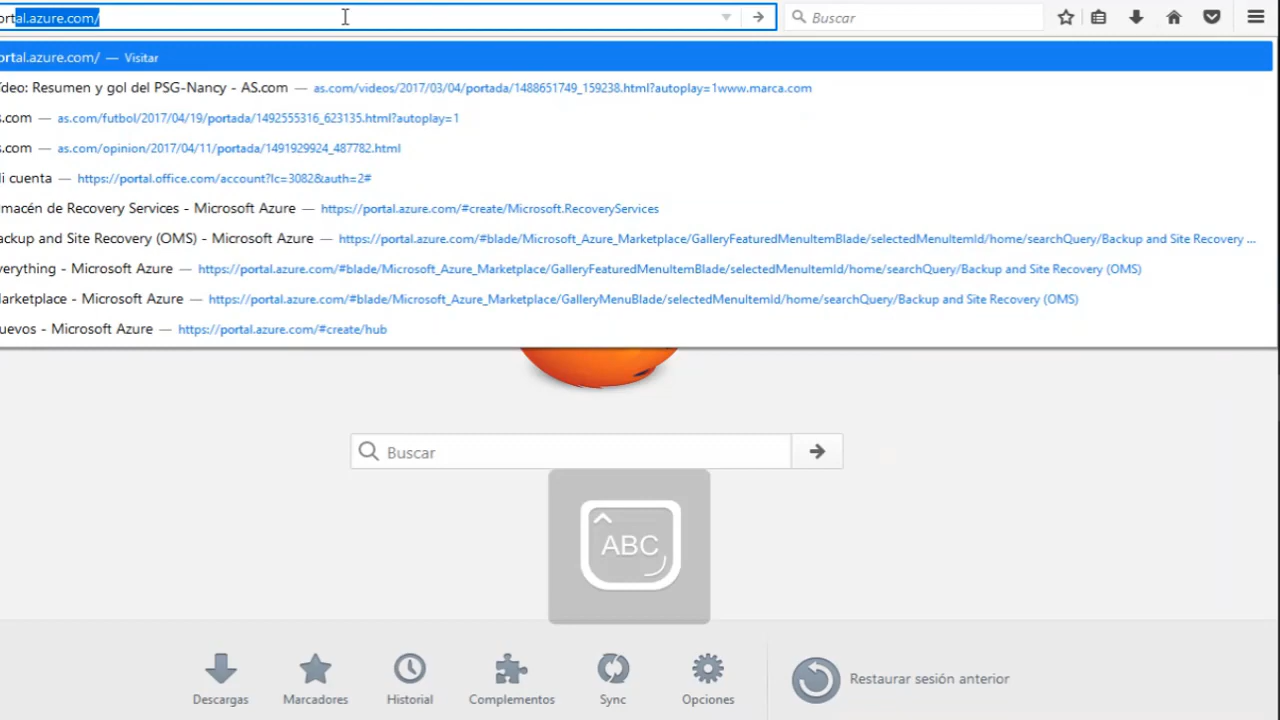 ortal.azure.com/
Buscar
ortal.azure.com/ — Visitar
ídeo: Resumen y gol del PSG-Nancy - AS.com — as.com/videos/2017/03/04/portada/1488651749_159238.html?autoplay=1www.marca.com
s.com — as.com/futbol/2017/04/19/portada/1492555316_623135.html?autoplay=1
s.com — as.com/opinion/2017/04/11/portada/1491929924_487782.html
i cuenta — https://portal.office.com/account?lc=3082&auth=2#
macén de Recovery Services - Microsoft Azure — https://portal.azure.com/#create/Microsoft.RecoveryServices
ackup and Site Recovery (OMS) - Microsoft Azure — https://portal.azure.com/#blade/Microsoft_Azure_Marketplace/GalleryFeaturedMenuItemBlade/selectedMenuItemId/home/searchQuery/Backup and Site Recovery ...
verything - Microsoft Azure — https://portal.azure.com/#blade/Microsoft_Azure_Marketplace/GalleryFeaturedMenuItemBlade/selectedMenuItemId/home/searchQuery/Backup and Site Recovery (OMS)
arketplace - Microsoft Azure — https://portal.azure.com/#blade/Microsoft_Azure_Marketplace/GalleryMenuBlade/selectedMenuItemId/home/searchQuery/Backup and Site Recovery (OMS)
uevos - Microsoft Azure — https://portal.azure.com/#create/hub
Buscar
ABC
Descargas
Marcadores
Historial
Complementos
Sync
Opciones
Restaurar sesión anterior